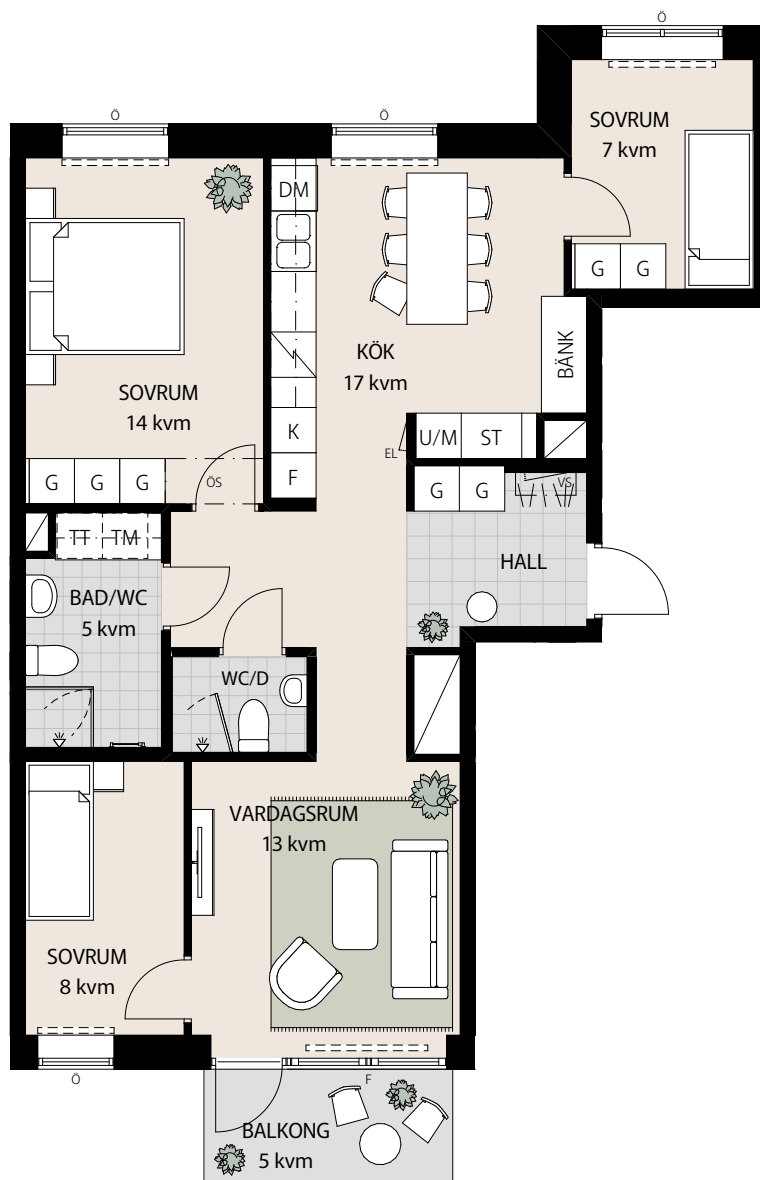 Ö
SOVRUM
7 kvm
G G
Ö
Ö
SOVRUM
14 kvm
G G G
ÖS
DM
KÖK
17 kvm
K
F
BÄNK
EL
U/M ST
G G
VS
HALL
TT TM
BAD/WC
5 kvm
WC/D
VARDAGSRUM
13 kvm
SOVRUM
8 kvm
Ö
F
BALKONG
5 kvm